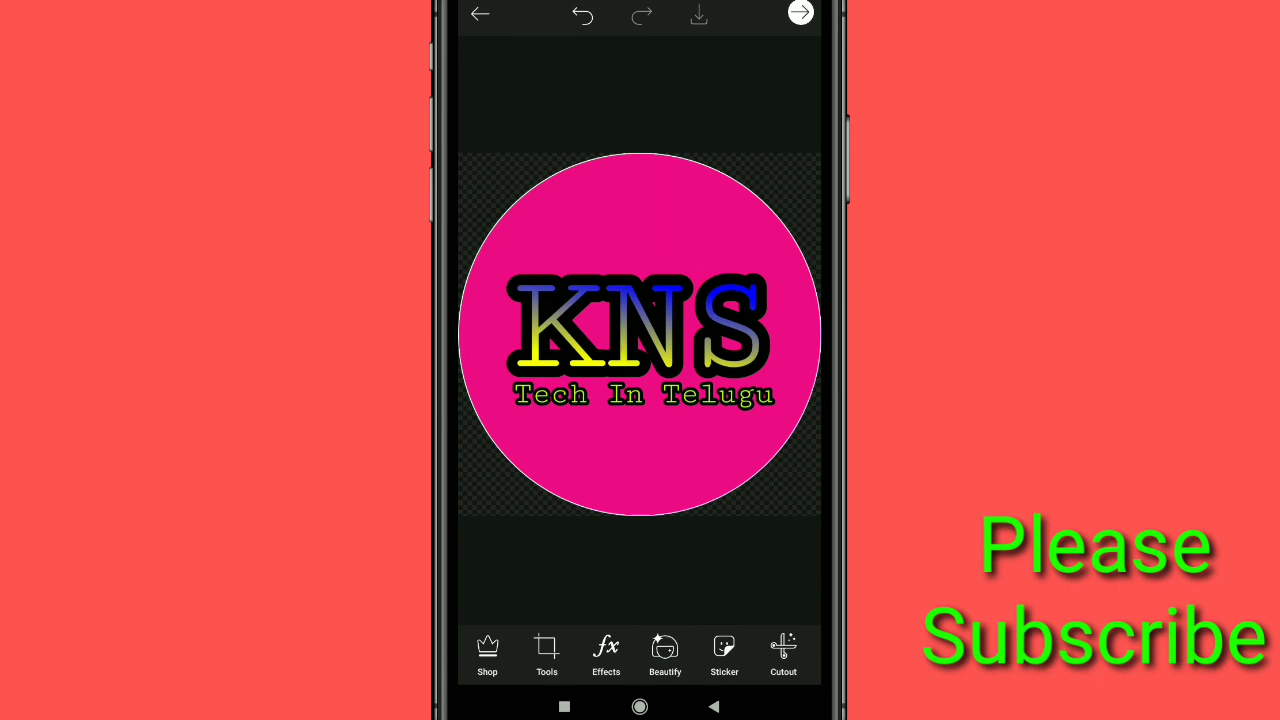 KNS
Tech In Telugu
Please
Subscribe
Shop
Tools
Effects
Beautify
Sticker
Cutout